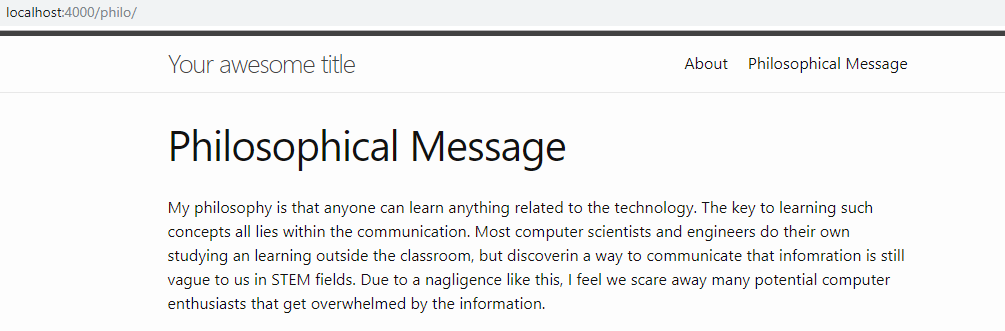 localhost:4000/philo/
Your awesome title
About Philosophical Message
Philosophical Message
My philosophy is that anyone can learn anything related to the technology. The key to learning such
concepts all lies within the communication. Most computer scientists and engineers do their own
studying an learning outside the classroom, but discoverin a way to communicate that infomration is still
vague to us in STEM fields. Due to a nagligence like this, I feel we scare away many potential computer
enthusiasts that get overwhelmed by the information.